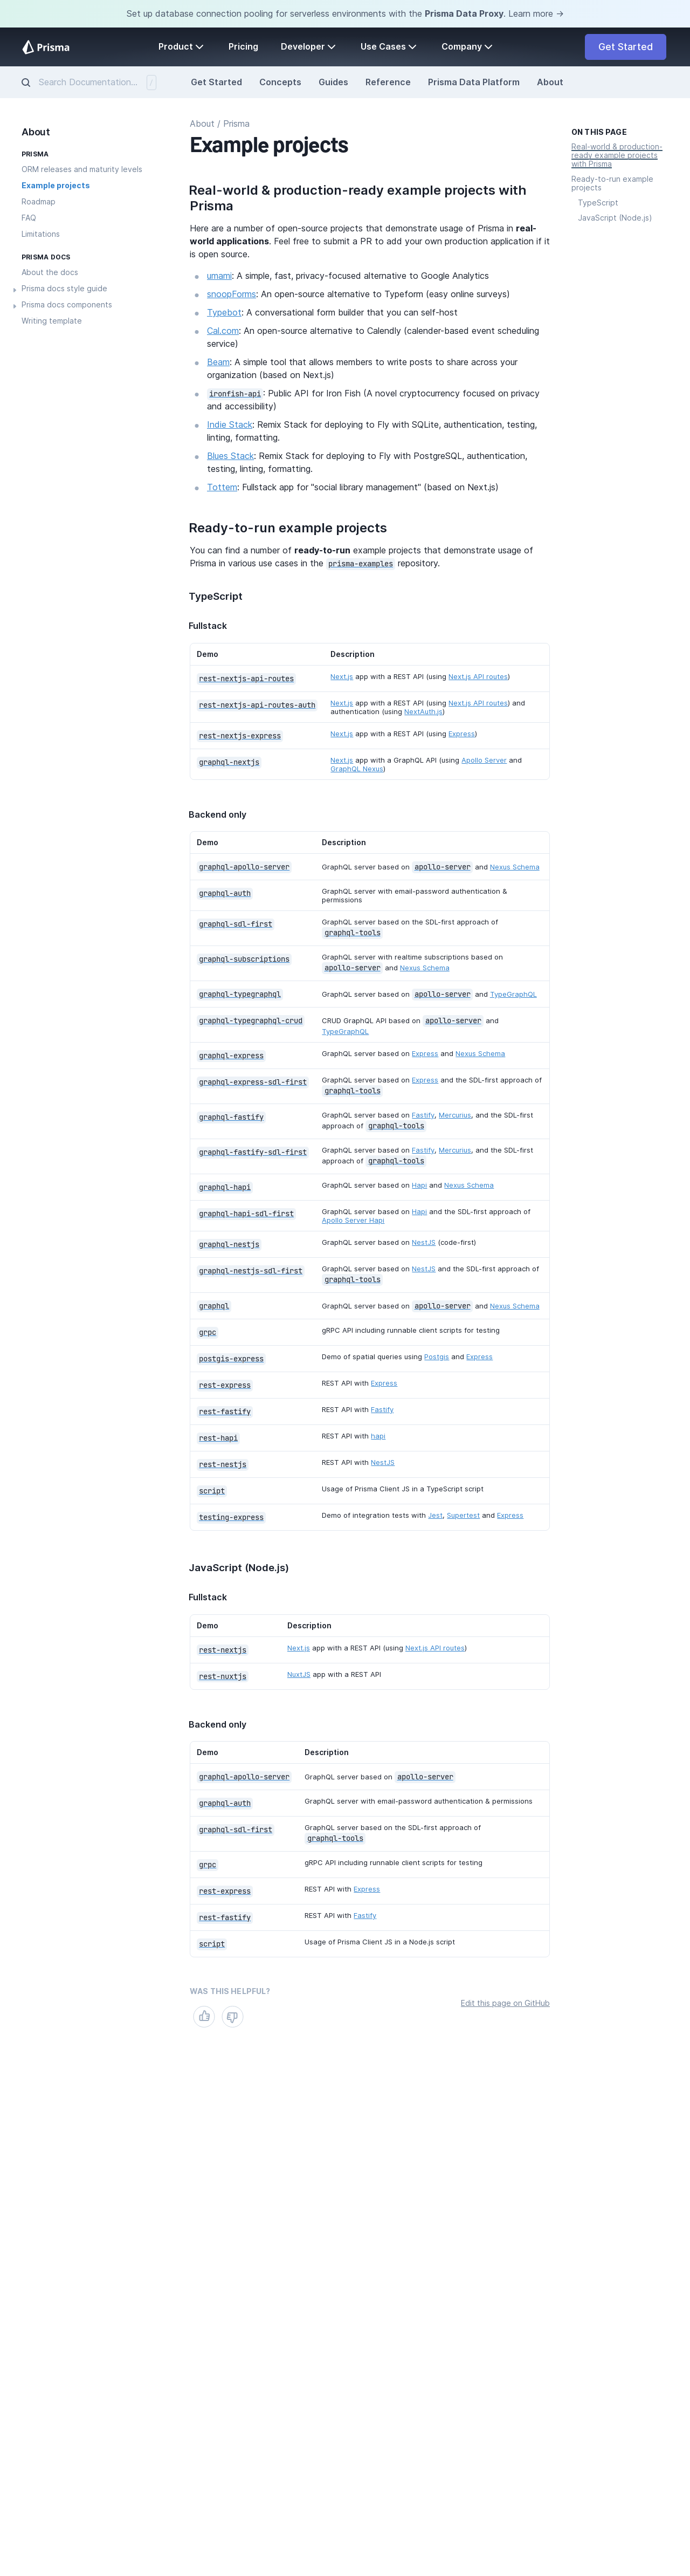 Set up database connection pooling for serverless environments with the Prisma Data Proxy. Learn more →
Prisma
Product
Pricing
Developer
Use Cases
Company
Get Started
Search Documentation...
/
Get Started
Concepts
Guides
Reference
Prisma Data Platform
About
About
PRISMA
ORM releases and maturity levels
Example projects
Roadmap
FAQ
Limitations
PRISMA DOCS
About the docs
Prisma docs style guide
Prisma docs components
Writing template
About / Prisma
Example projects
Real-world & production-ready example projects with
Prisma
Here are a number of open-source projects that demonstrate usage of Prisma in real-
world applications. Feel free to submit a PR to add your own production application if it
is open source.
umami: A simple, fast, privacy-focused alternative to Google Analytics
snoopForms: An open-source alternative to Typeform (easy online surveys)
Typebot: A conversational form builder that you can self-host
Cal.com: An open-source alternative to Calendly (calender-based event scheduling
service)
Beam: A simple tool that allows members to write posts to share across your
organization (based on Next.js)
ironfish-api: Public API for Iron Fish (A novel cryptocurrency focused on privacy
and accessibility)
Indie Stack: Remix Stack for deploying to Fly with SQLite, authentication, testing,
linting, formatting.
Blues Stack: Remix Stack for deploying to Fly with PostgreSQL, authentication,
testing, linting, formatting.
Tottem: Fullstack app for "social library management" (based on Next.js)
Ready-to-run example projects
You can find a number of ready-to-run example projects that demonstrate usage of
Prisma in various use cases in the prisma-examples repository.
TypeScript
Fullstack
Demo Description
rest-nextjs-api-routes Next.js app with a REST API (using Next.js API routes)
rest-nextjs-api-routes-auth Next.js app with a REST API (using Next.js API routes) and
authentication (using NextAuth.js)
rest-nextjs-express Next.js app with a REST API (using Express)
graphql-nextjs Next.js app with a GraphQL API (using Apollo Server and
GraphQL Nexus)
Backend only
Demo Description
graphql-apollo-server GraphQL server based on apollo-server and Nexus Schema
graphql-auth GraphQL server with email-password authentication &
permissions
graphql-sdl-first GraphQL server based on the SDL-first approach of
graphql-tools
graphql-subscriptions GraphQL server with realtime subscriptions based on
apollo-server and Nexus Schema
graphql-typegraphql GraphQL server based on apollo-server and TypeGraphQL
graphql-typegraphql-crud CRUD GraphQL API based on apollo-server and
TypeGraphQL
graphql-express GraphQL server based on Express and Nexus Schema
graphql-express-sdl-first GraphQL server based on Express and the SDL-first approach of
graphql-tools
graphql-fastify GraphQL server based on Fastify, Mercurius, and the SDL-first
approach of graphql-tools
graphql-fastify-sdl-first GraphQL server based on Fastify, Mercurius, and the SDL-first
approach of graphql-tools
graphql-hapi GraphQL server based on Hapi and Nexus Schema
graphql-hapi-sdl-first GraphQL server based on Hapi and the SDL-first approach of
Apollo Server Hapi
graphql-nestjs GraphQL server based on NestJS (code-first)
graphql-nestjs-sdl-first GraphQL server based on NestJS and the SDL-first approach of
graphql-tools
graphql GraphQL server based on apollo-server and Nexus Schema
grpc gRPC API including runnable client scripts for testing
postgis-express Demo of spatial queries using Postgis and Express
rest-express REST API with Express
rest-fastify REST API with Fastify
rest-hapi REST API with hapi
rest-nestjs REST API with NestJS
script Usage of Prisma Client JS in a TypeScript script
testing-express Demo of integration tests with Jest, Supertest and Express
JavaScript (Node.js)
Fullstack
Demo Description
rest-nextjs Next.js app with a REST API (using Next.js API routes)
rest-nuxtjs NuxtJS app with a REST API
Backend only
Demo Description
graphql-apollo-server GraphQL server based on apollo-server
graphql-auth GraphQL server with email-password authentication & permissions
graphql-sdl-first GraphQL server based on the SDL-first approach of
graphql-tools
grpc gRPC API including runnable client scripts for testing
rest-express REST API with Express
rest-fastify REST API with Fastify
script Usage of Prisma Client JS in a Node.js script
WAS THIS HELPFUL?
Edit this page on GitHub
ON THIS PAGE
Real-world & production-
ready example projects
with Prisma
Ready-to-run example
projects
TypeScript
JavaScript (Node.js)